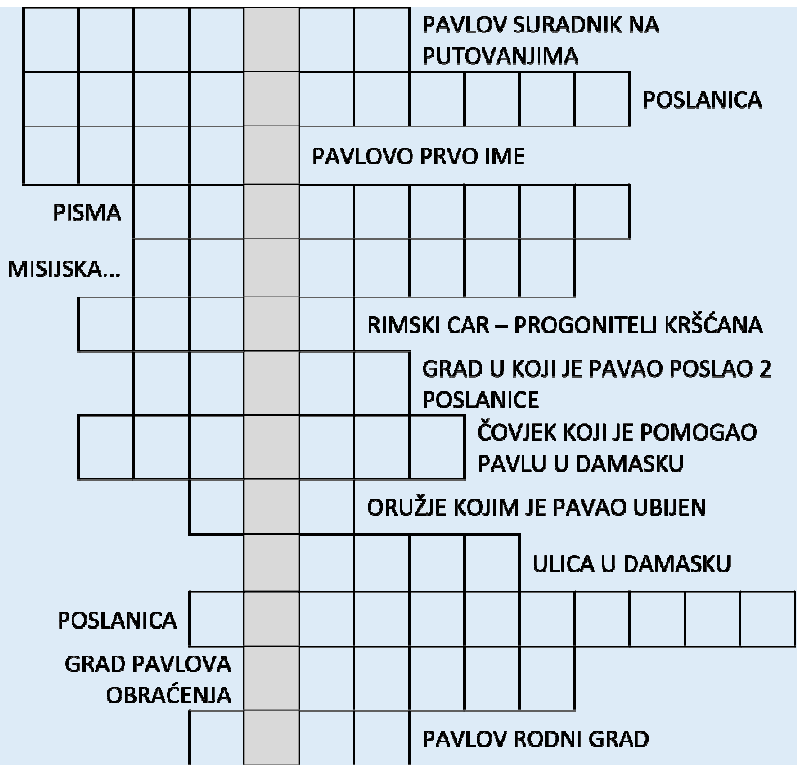 PAVLOV SURADNIK NA
PUTOVANJIMA
POSLANICA
PAVLOVO PRVO IME
PISMA
MISIJSKA...
RIMSKI CAR – PROGONITELJ KRŠĆANA
GRAD U KOJI JE PAVAO POSLAO 2
POSLANICE
ČOVJEK KOJI JE POMOGAO
PAVLU U DAMASKU
ORUŽJE KOJIM JE PAVAO UBIJEN
ULICA U DAMASKU
POSLANICA
GRAD PAVLOVA
OBRAĆENJA
PAVLOV RODNI GRAD